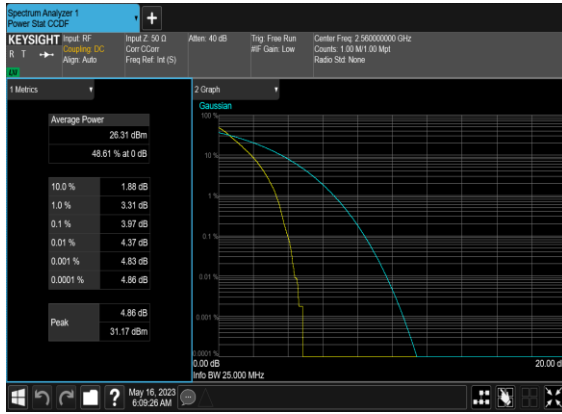 Spectrum Analyzer 1
Power Stat CCDF
+
KEYSIGHT
R T
LXI
Input: RF
Coupling: DC
Align: Auto
Input Z: 50 Ω
Corr CCorr
Freq Ref: Int (S)
Atten: 40 dB
Trig: Free Run
#IF Gain: Low
Center Freq: 2.560000000 GHz
Counts: 1.00 M/1.00 Mpt
Radio Std: None
1 Metrics
Average Power
26.31 dBm
48.61 % at 0 dB
10.0 % 1.88 dB
1.0 % 3.31 dB
0.1 % 3.97 dB
0.01 % 4.37 dB
0.001 % 4.83 dB
0.0001 % 4.86 dB
Peak
4.86 dB
31.17 dBm
2 Graph
Gaussian
100 %
10 %
1 %
0.1 %
0.01 %
0.001 %
0.0001 %
0.00 dB 20.00 d
Info BW 25.000 MHz
?
May 16, 2023
6:09:26 AM